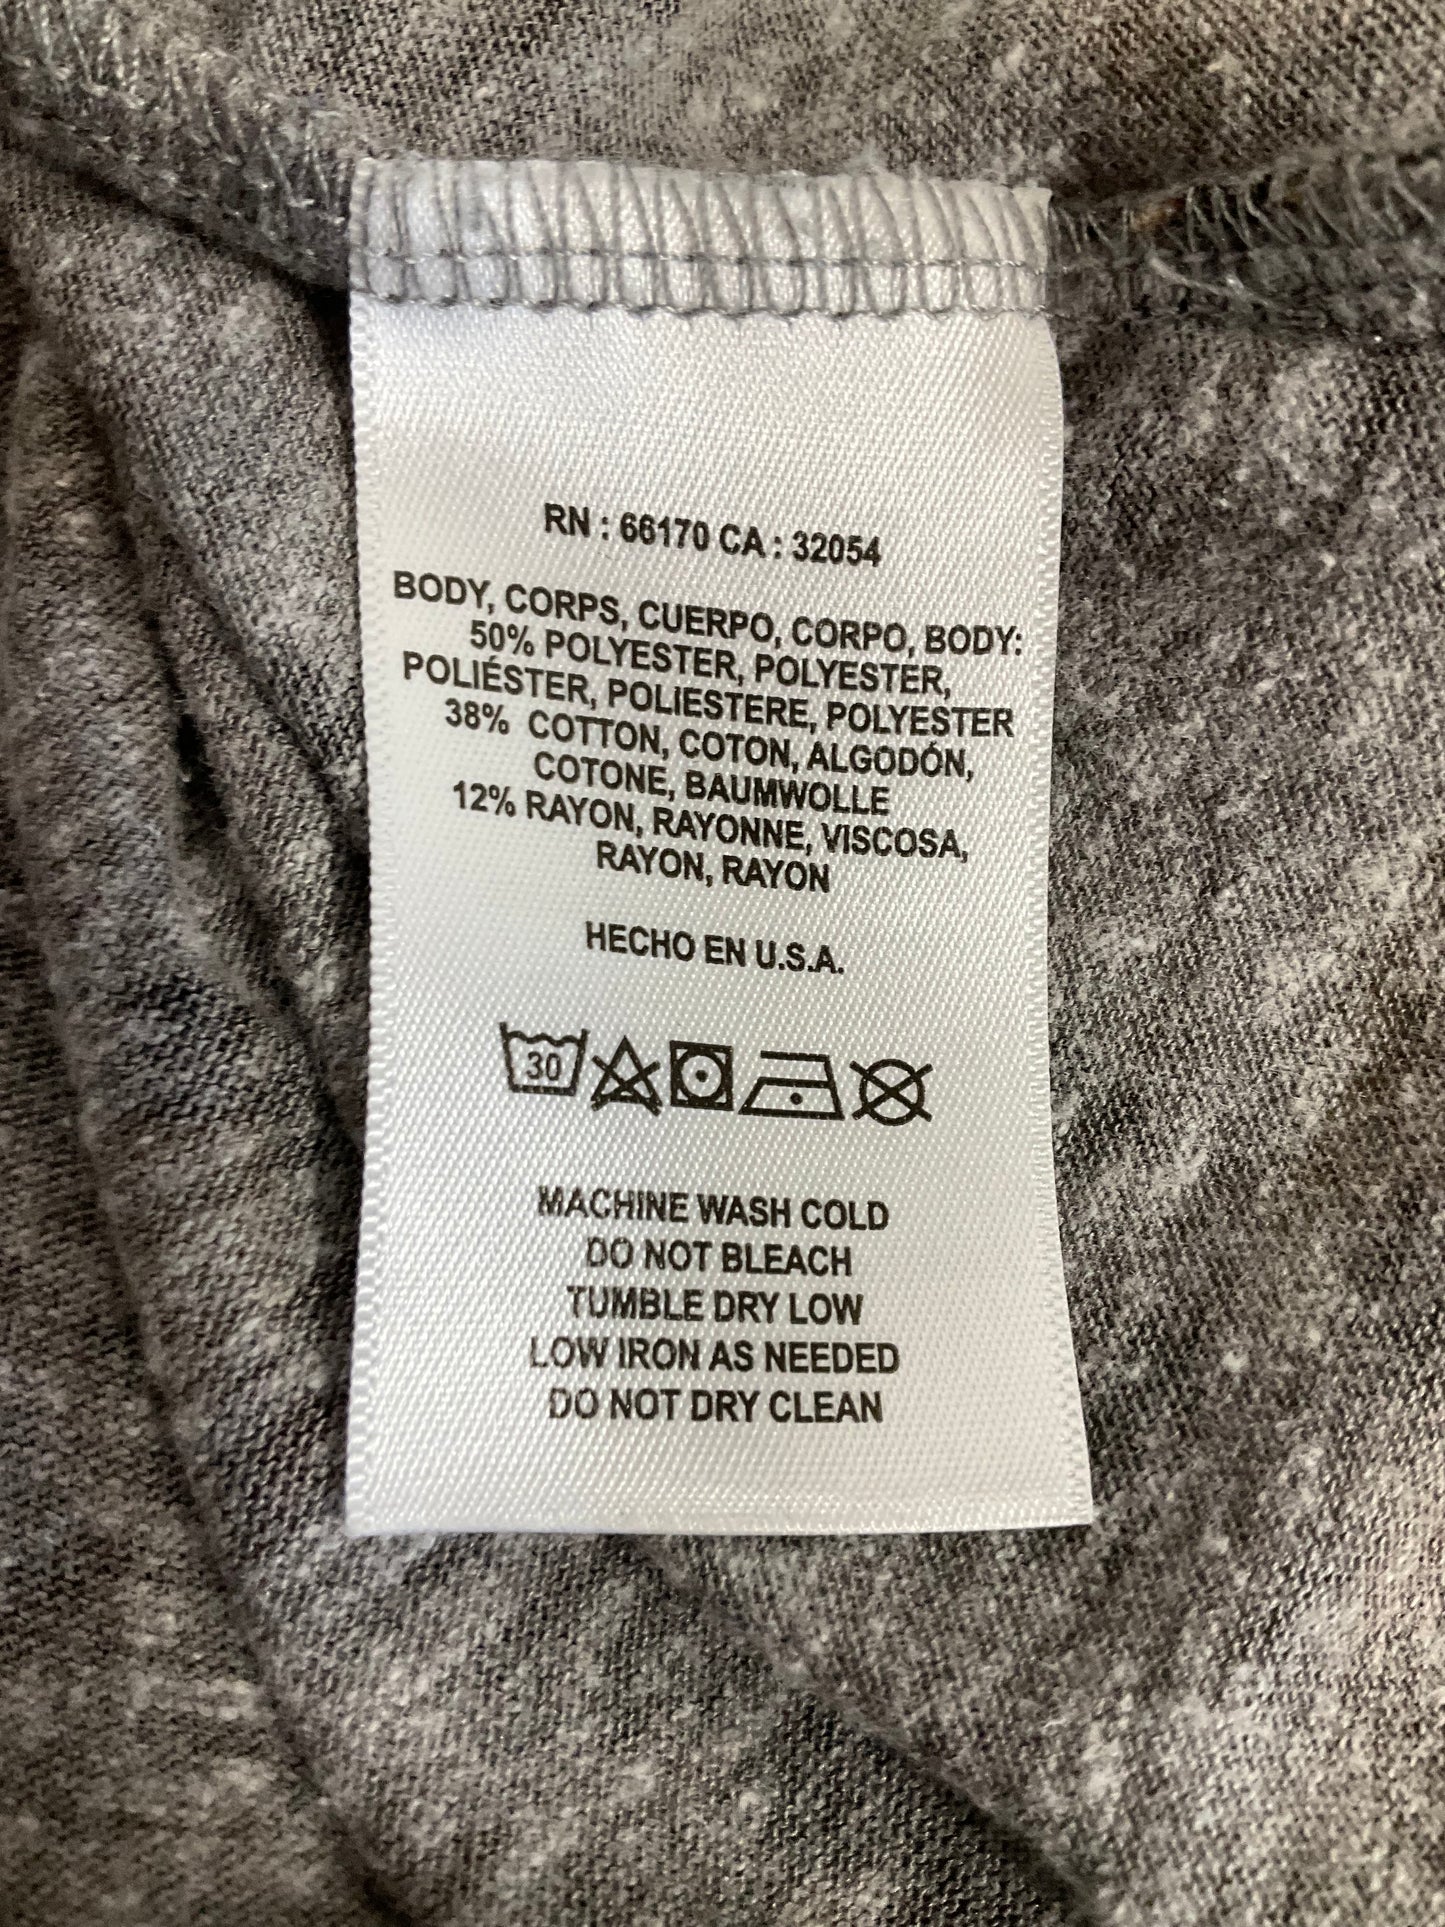 RN : 66170 CA : 32054
BODY, CORPS, CUERPO, CORPO, BODY:
50% POLYESTER, POLYESTER,
POLIÉSTER, POLIESTERE, POLYESTER
38% COTTON, COTON, ALGODÓN,
COTONE, BAUMWOLLE
12% RAYON, RAYONNE, VISCOSA,
RAYON, RAYON
HECHO EN U.S.A.
30
MACHINE WASH COLD
DO NOT BLEACH
TUMBLE DRY LOW
LOW IRON AS NEEDED
DO NOT DRY CLEAN